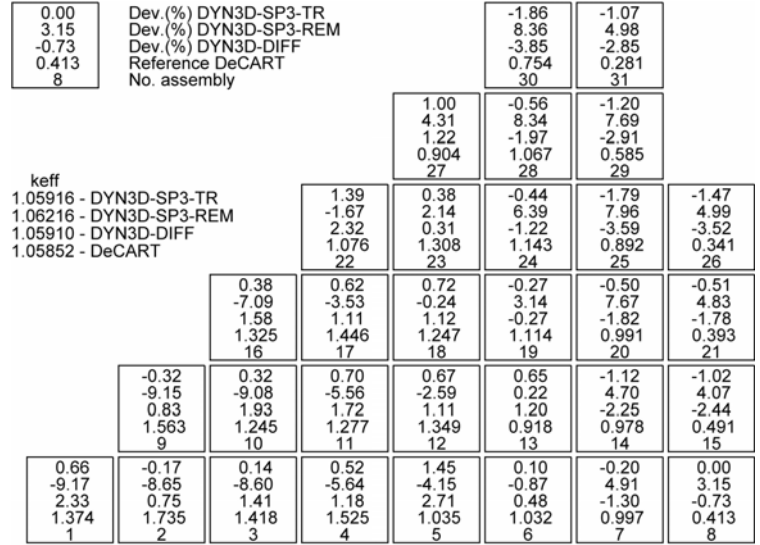 0.00 Dev.(%) DYN3D-SP3-TR -1.86 -1.07
3.15 Dev.(%) DYN3D-SP3-REM 8.36 4.98
-0.73 Dev.(%) DYN3D-DIFF -3.85 -2.85
0.413 Reference DeCART 0.754 0.281
8 No. assembly 30 31
1.00 -0.56 -1.20
4.31 8.34 7.69
1.22 -1.97 -2.91
0.904 1.067 0.585
27 28 29
keff
1.05916 - DYN3D-SP3-TR 1.39 0.38 -0.44 -1.79 -1.47
1.06216 - DYN3D-SP3-REM -1.67 2.14 6.39 7.96 4.99
1.05910 - DYN3D-DIFF 2.32 0.31 -1.22 -3.59 -3.52
1.05852 - DeCART 1.076 1.308 1.143 0.892 0.341
22 23 24 25 26
0.38 0.62 0.72 -0.27 -0.50 -0.51
-7.09 -3.53 -0.24 3.14 7.67 4.83
1.58 1.11 1.12 -0.27 -1.82 -1.78
1.325 1.446 1.247 1.114 0.991 0.393
16 17 18 19 20 21
-0.32 0.32 0.70 0.67 0.65 -1.12 -1.02
-9.15 -9.08 -5.56 -2.59 0.22 4.70 4.07
0.83 1.93 1.72 1.11 1.20 -2.25 -2.44
1.563 1.245 1.277 1.349 0.918 0.978 0.491
9 10 11 12 13 14 15
0.66 -0.17 0.14 0.52 1.45 0.10 -0.20 0.00
-9.17 -8.65 -8.60 -5.64 -4.15 -0.87 4.91 3.15
2.33 0.75 1.41 1.18 2.71 0.48 -1.30 -0.73
1.374 1.735 1.418 1.525 1.035 1.032 0.997 0.413
1 2 3 4 5 6 7 8